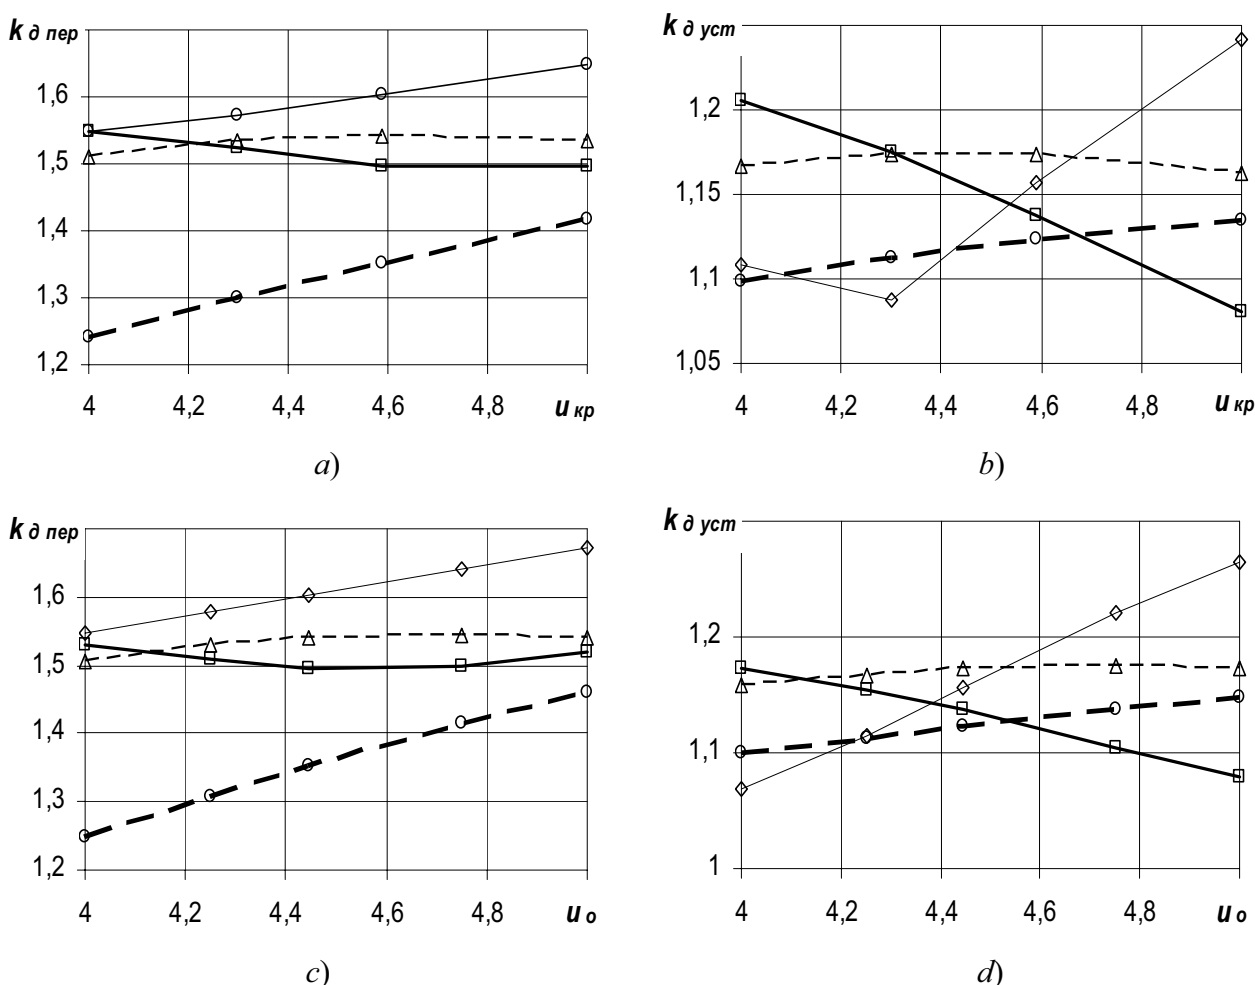 k д пер
1,6
1,5
1,4
1,3
1,2
4 4,2 4,4 4,6 4,8 u кр
a)
k д уст
1,2
1,15
1,1
1,05
4 4,2 4,4 4,6 4,8 u кр
b)
k д пер
1,6
1,5
1,4
1,3
1,2
4 4,2 4,4 4,6 4,8 u о
c)
k д уст
1,2
1,1
1
4 4,2 4,4 4,6 4,8 u о
d)